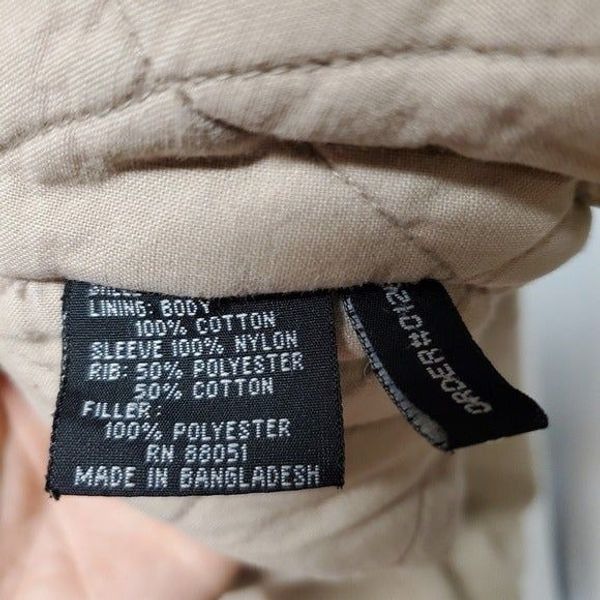 LINING: BODY
100% COTTON
SLEEVE 100% NYLON
RIB: 50% POLYESTER
50% COTTON
FILLER:
100% POLYESTER
RN 88051
MADE IN BANGLADESH